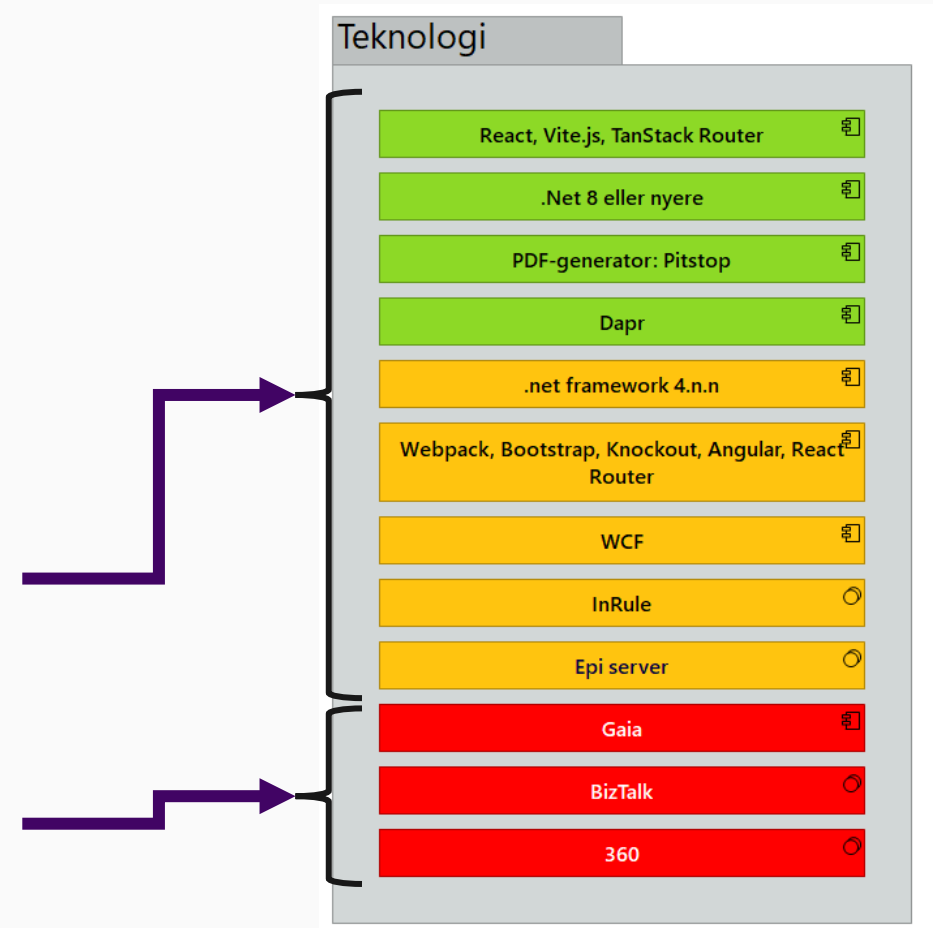 Teknologi
React, Vite.js, TanStack Router
.Net 8 eller nyere
PDF-generator: Pitstop
Dapr
.net framework 4.n.n
Webpack, Bootstrap, Knockout, Angular, React
Router
WCF
InRule
Epi server
Gaia
BizTalk
360